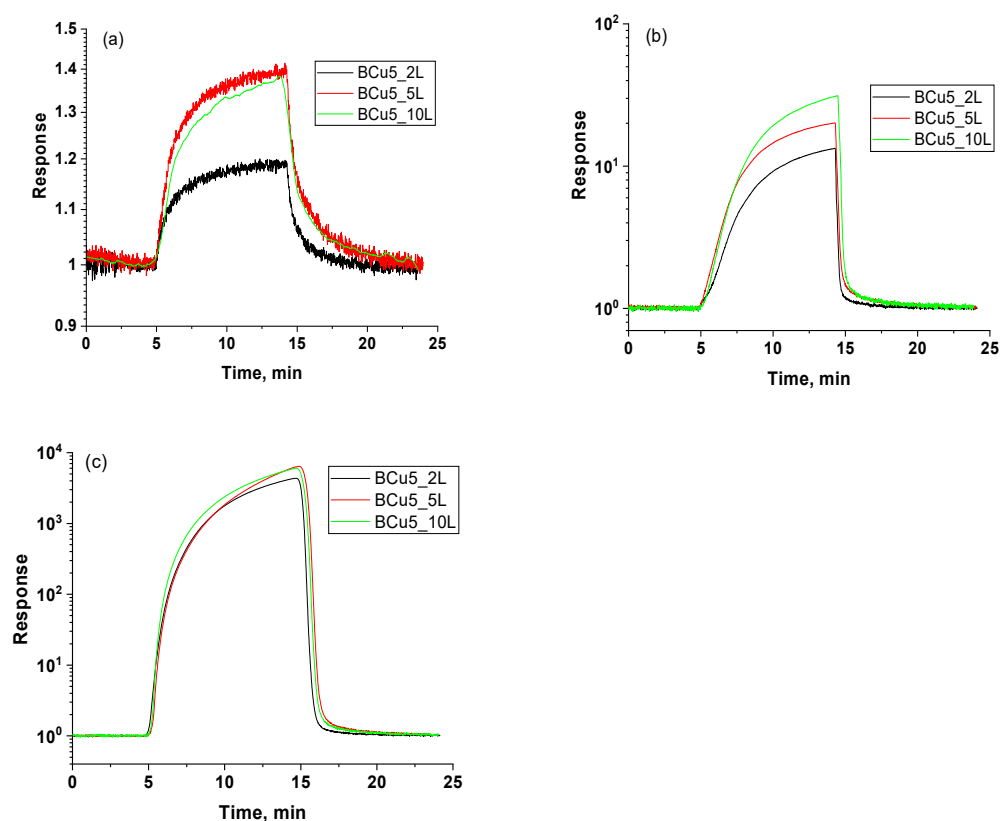 (a)
BCu5_2L
BCu5_5L
BCu5_10L
Response
1.5
1.4
1.3
1.2
1.1
1
0.9
0 5 10 15 20 25
Time, min
(b)
BCu5_2L
BCu5_5L
BCu5_10L
Response
10²
10¹
10⁰
0 5 10 15 20 25
Time, min
(c)
BCu5_2L
BCu5_5L
BCu5_10L
Response
10⁴
10³
10²
10¹
10⁰
0 5 10 15 20 25
Time, min